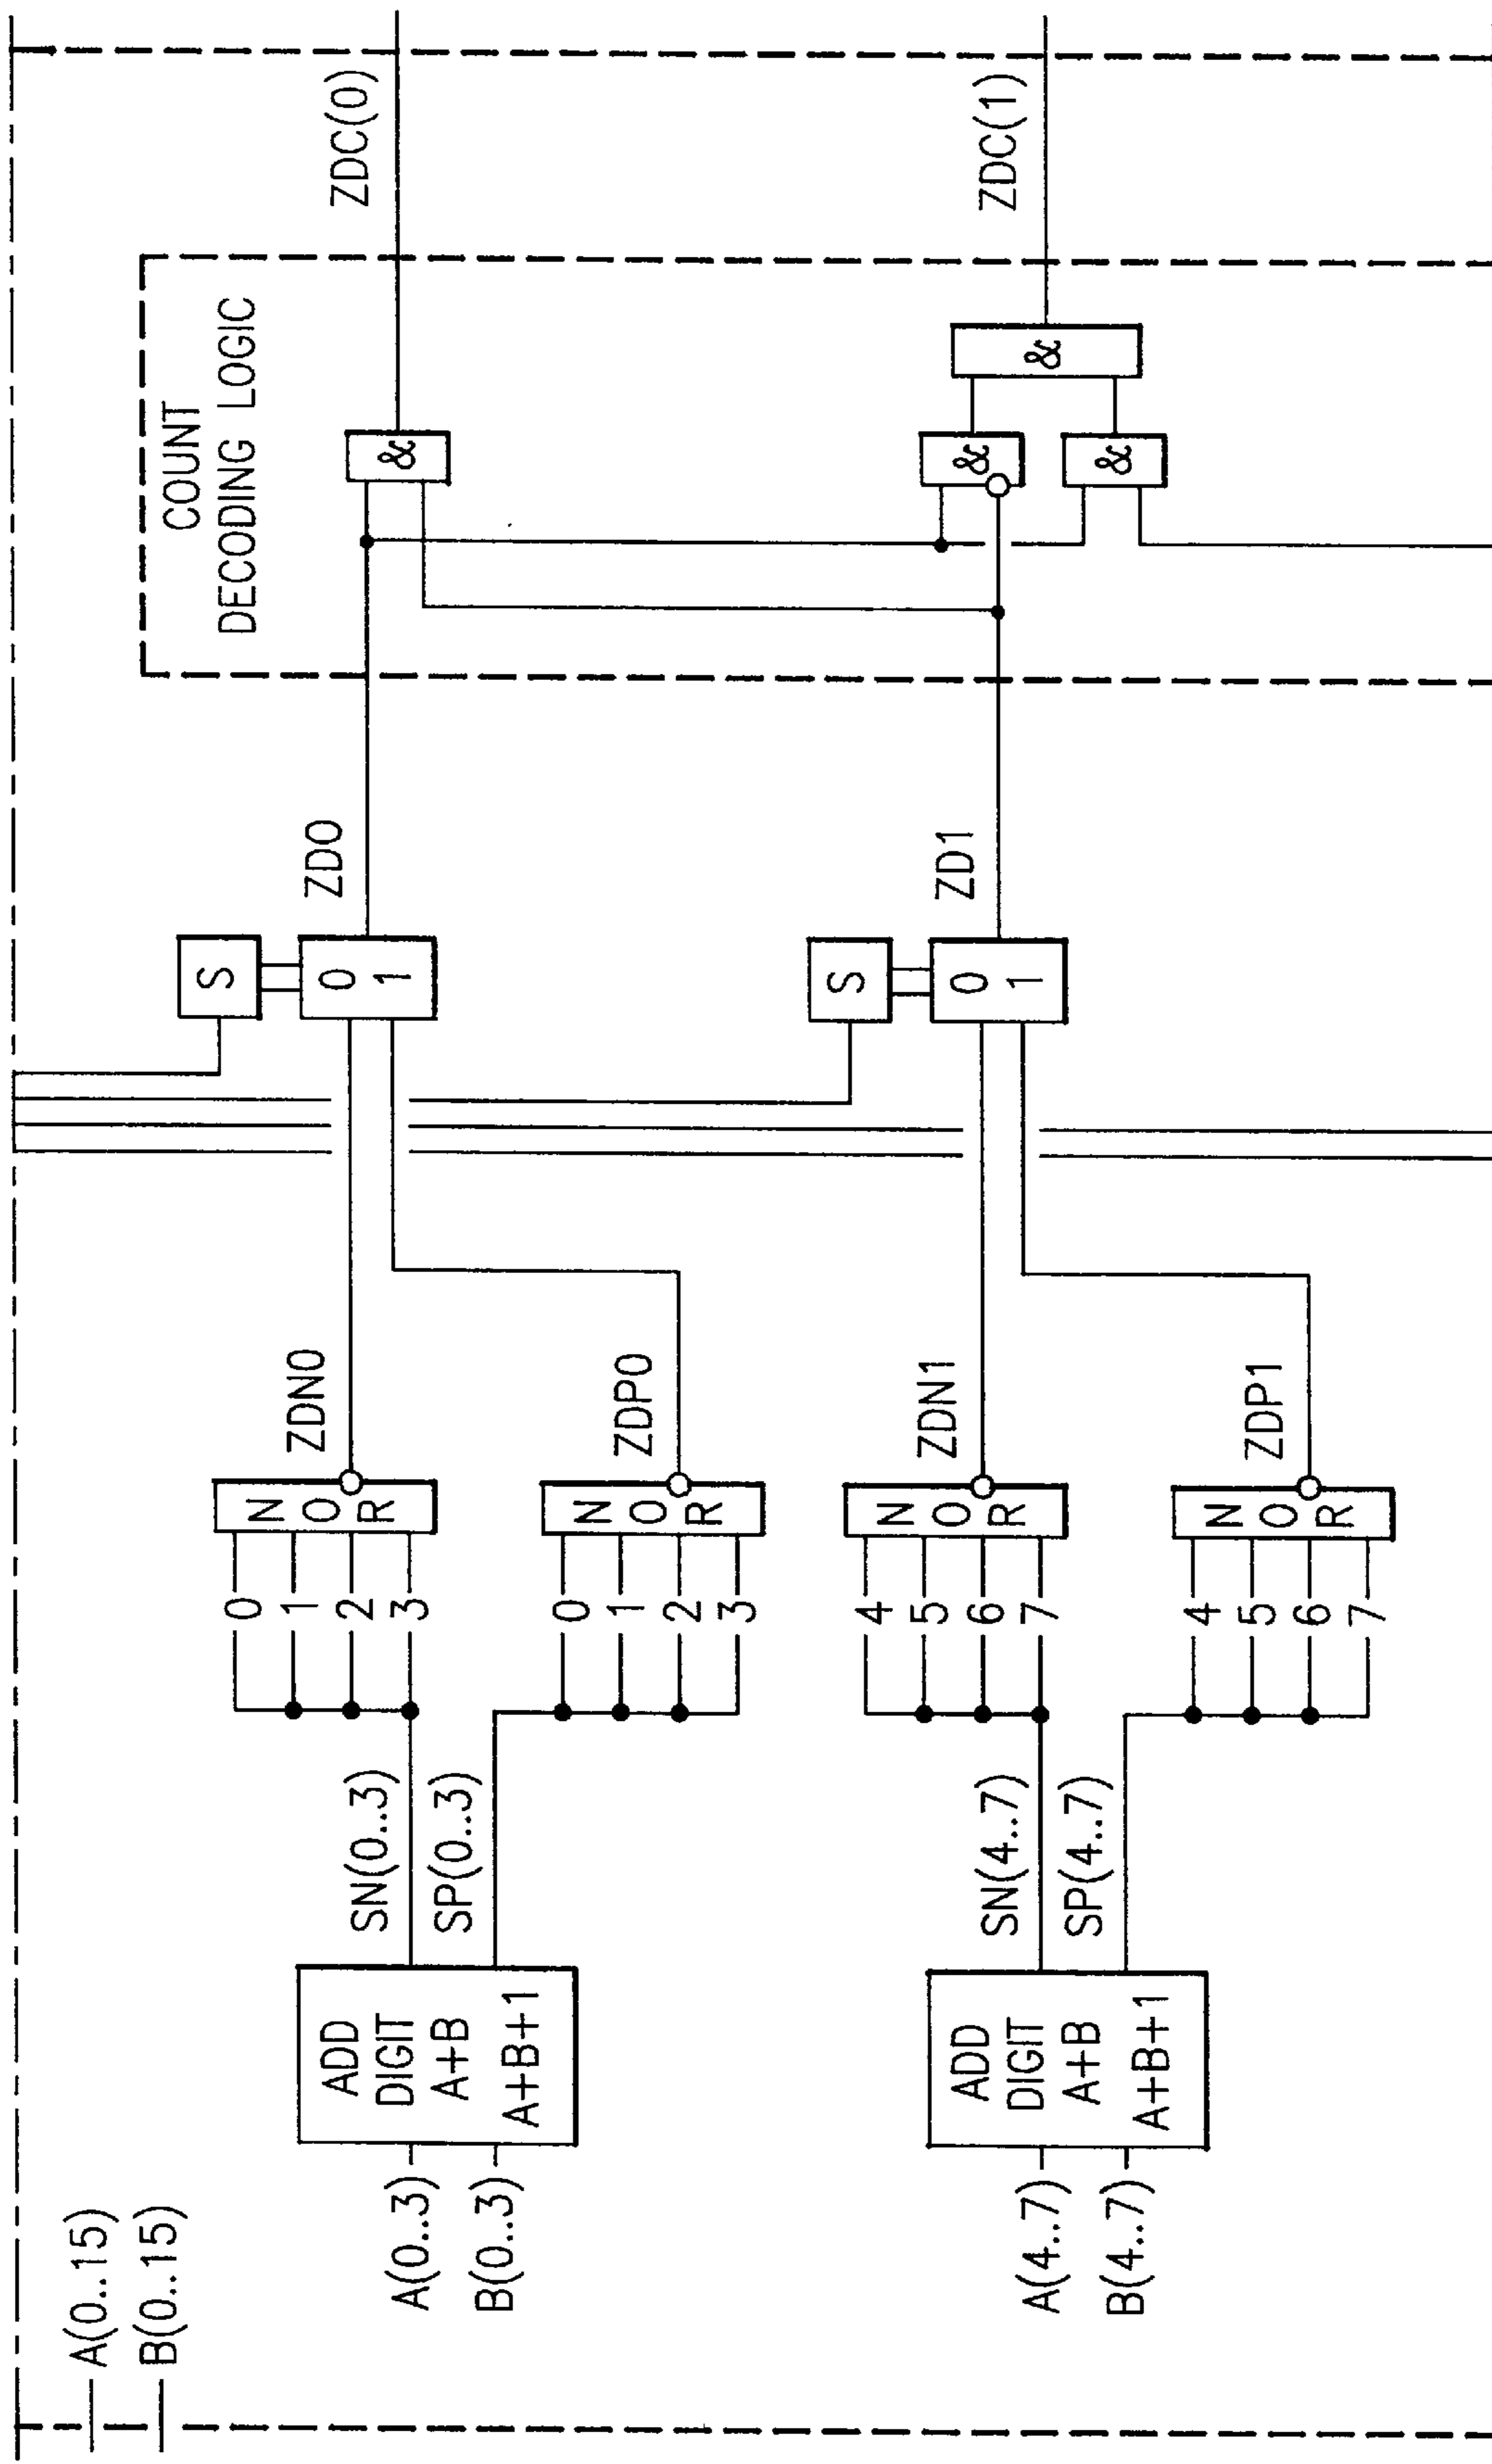 A(0..15)
B(0..15)
COUNT
DECODING LOGIC
A(0..3)
B(0..3)
ADD
DIGIT
A+B
A+B+1
SN(0..3)
SP(0..3)
0
1
2
3
NOR
ZDN0
0
1
2
3
NOR
ZDP0
S
0
1
ZD0
&
ZDC(0)
A(4..7)
B(4..7)
ADD
DIGIT
A+B
A+B+1
SN(4..7)
SP(4..7)
4
5
6
7
NOR
ZDN1
4
5
6
7
NOR
ZDP1
S
0
1
ZD1
&
&
&
ZDC(1)